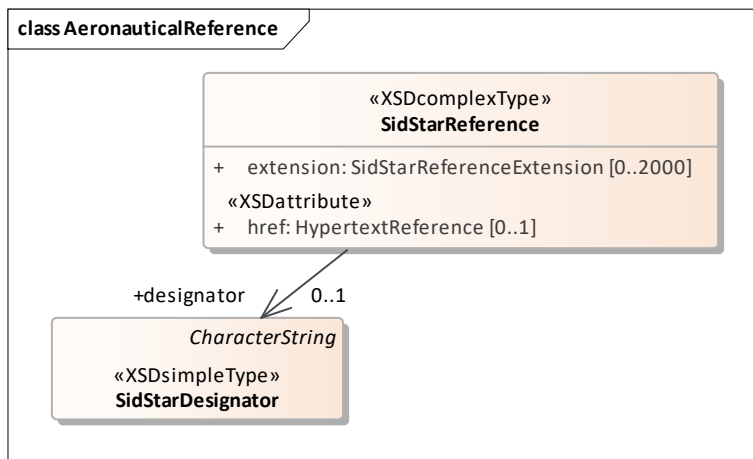 class AeronauticalReference
«XSDcomplexType»
SidStarReference
+ extension: SidStarReferenceExtension [0..2000]
«XSDattribute»
+ href: HypertextReference [0..1]
+designator 0..1
CharacterString
«XSDsimpleType»
SidStarDesignator